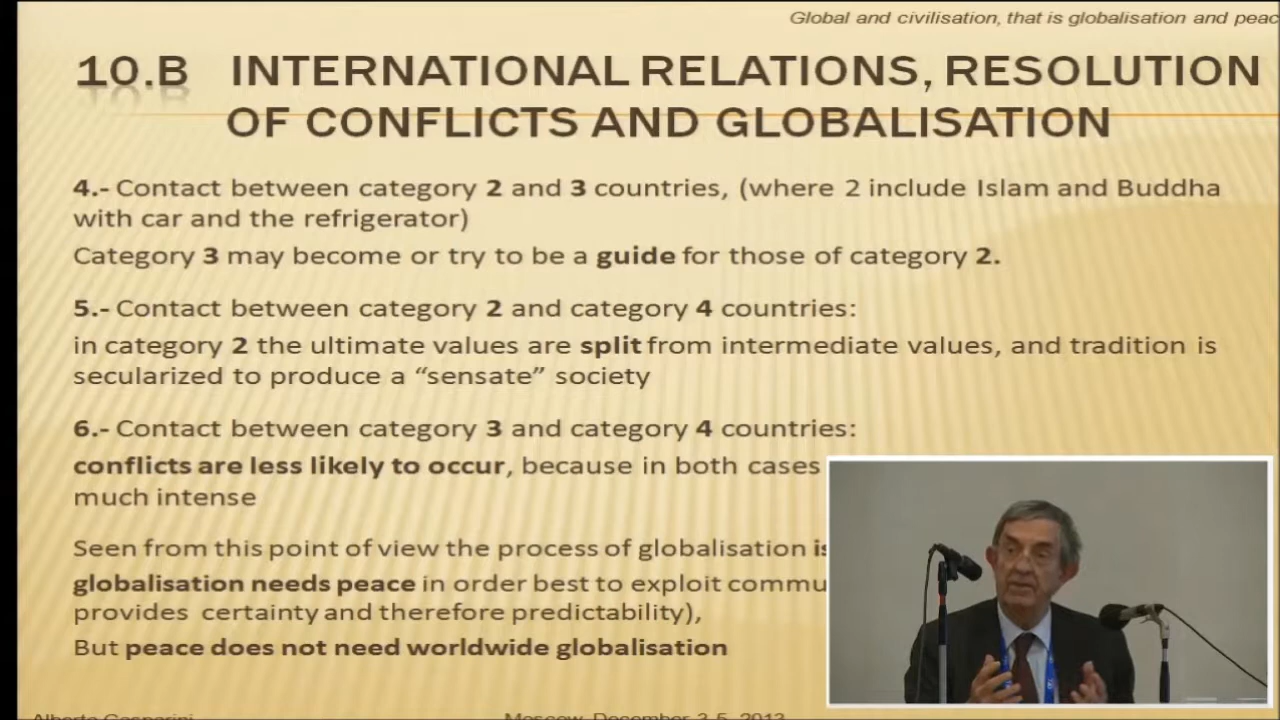 Global and civilisation, that is globalisation and peac
10.B INTERNATIONAL RELATIONS, RESOLUTION
OF CONFLICTS AND GLOBALISATION
4.- Contact between category 2 and 3 countries, (where 2 include Islam and Buddha
with car and the refrigerator)
Category 3 may become or try to be a guide for those of category 2.
5.- Contact between category 2 and category 4 countries:
in category 2 the ultimate values are split from intermediate values, and tradition is
secularized to produce a “sensate” society
6.- Contact between category 3 and category 4 countries:
conflicts are less likely to occur, because in both cases
much intense
Seen from this point of view the process of globalisation is
globalisation needs peace in order best to exploit commu
provides certainty and therefore predictability),
But peace does not need worldwide globalisation
Alberto Gasparini
Moscow, December 3-5, 2013